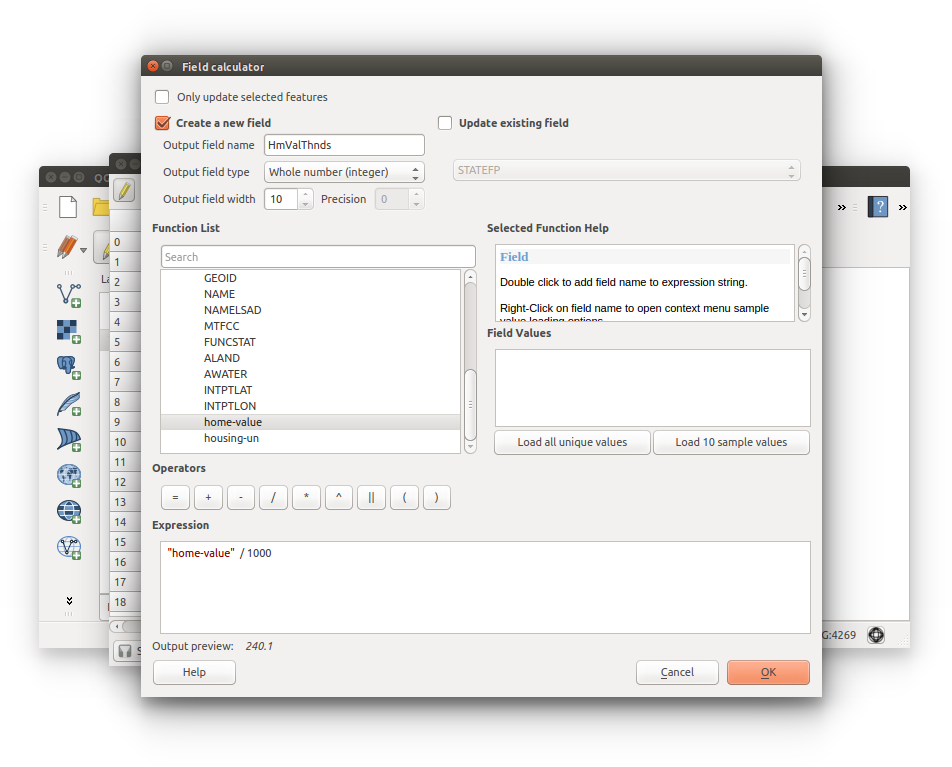 Field calculator
Only update selected features
Create a new field
Update existing field
Output field name HmValThnds
Output field type Whole number (integer)
STATEFP
Output field width 10 Precision 0
Function List
Selected Function Help
Search
GEOID
NAME
NAMELSAD
MTFCC
FUNCSTAT
ALAND
AWATER
INTPTLAT
INTPTLON
home-value
housing-un
Field
Double click to add field name to expression string.
Right-Click on field name to open context menu sample
value loading options
Field Values
Load all unique values Load 10 sample values
Operators
= + - / * ^ || ( )
Expression
"home-value" / 1000
Output preview: 240.1
Help Cancel OK
0
1
2
3
4
5
6
7
8
9
10
11
12
13
14
15
16
17
18
G:4269